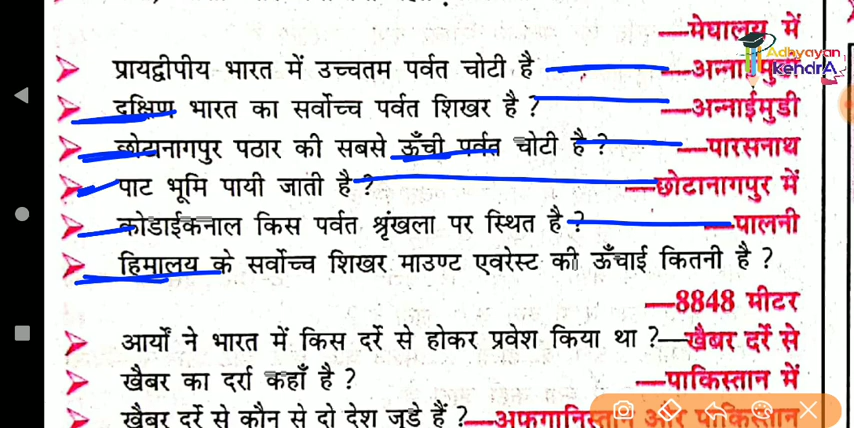 —मेघालय में
Adhyayan
KendrA
प्रायद्वीपीय भारत में उच्चतम पर्वत चोटी है —अन्नाईमुडी
दक्षिण भारत का सर्वोच्च पर्वत शिखर है ? —अन्नाईमुडी
छोटानागपुर पठार की सबसे ऊँची पर्वत चोटी है ? —पारसनाथ
पाट भूमि पायी जाती है ? —छोटानागपुर में
कोडाईकनाल किस पर्वत श्रृंखला पर स्थित है ? —पालनी
हिमालय के सर्वोच्च शिखर माउण्ट एवरेस्ट की ऊँचाई कितनी है ?
—8848 मीटर
आर्यों ने भारत में किस दर्रे से होकर प्रवेश किया था ?—खैबर दर्रे से
खैबर का दर्रा कहाँ है ? —पाकिस्तान में
खैबर दर्रे से कौन से दो देश जुड़े हैं ?—अफगानिस्तान और पाकिस्तान